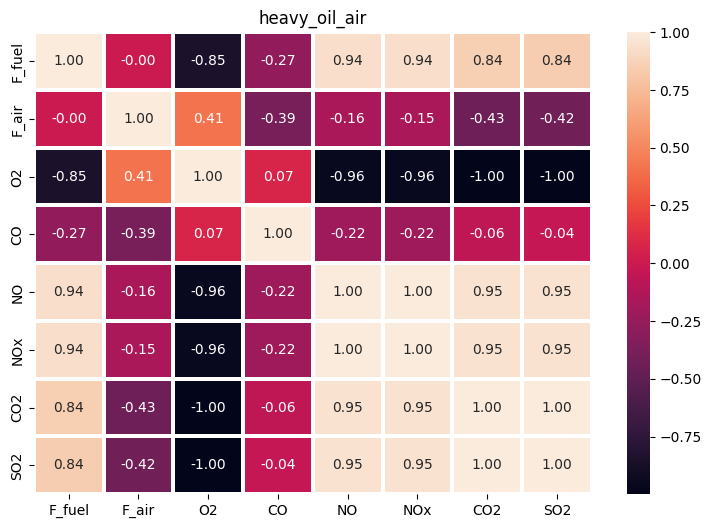 heavy_oil_air
F_fuel 1.00 -0.00 -0.85 -0.27 0.94 0.94 0.84 0.84
F_air -0.00 1.00 0.41 -0.39 -0.16 -0.15 -0.43 -0.42
O2 -0.85 0.41 1.00 0.07 -0.96 -0.96 -1.00 -1.00
CO -0.27 -0.39 0.07 1.00 -0.22 -0.22 -0.06 -0.04
NO 0.94 -0.16 -0.96 -0.22 1.00 1.00 0.95 0.95
NOx 0.94 -0.15 -0.96 -0.22 1.00 1.00 0.95 0.95
CO2 0.84 -0.43 -1.00 -0.06 0.95 0.95 1.00 1.00
SO2 0.84 -0.42 -1.00 -0.04 0.95 0.95 1.00 1.00
F_fuel F_air O2 CO NO NOx CO2 SO2
1.00
0.75
0.50
0.25
0.00
−0.25
−0.50
−0.75